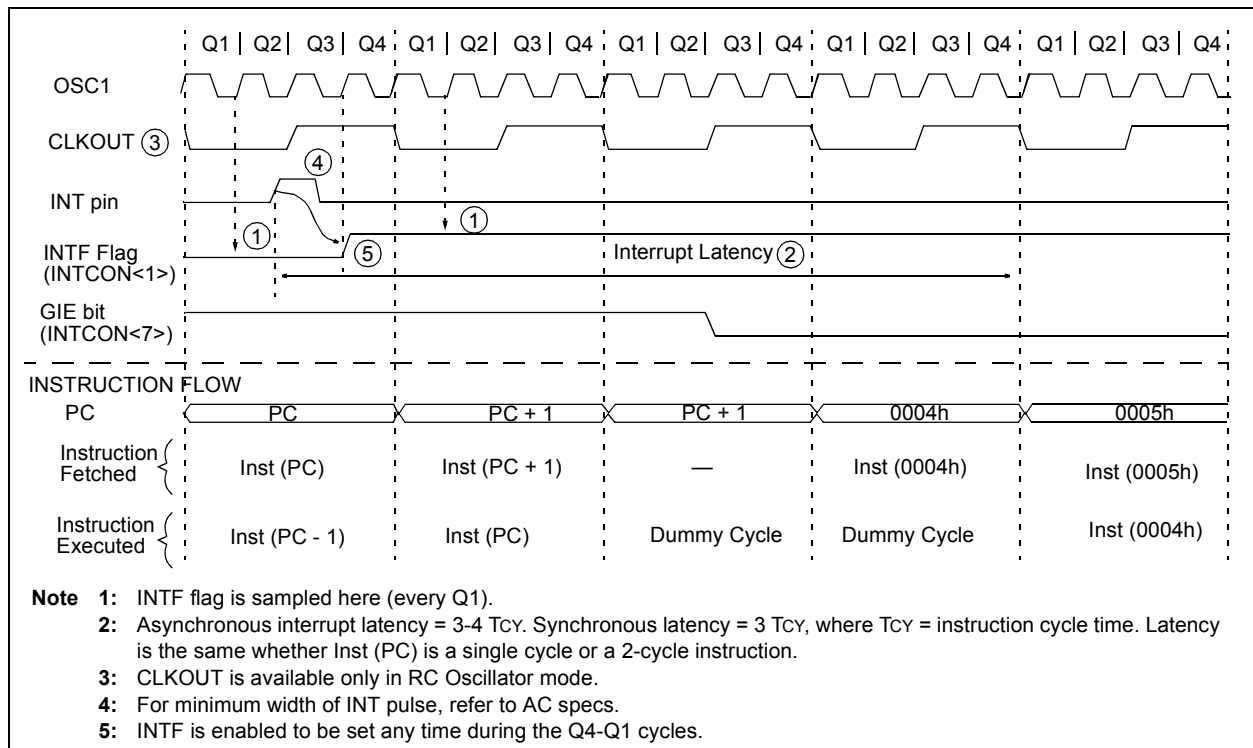 Q1 | Q2 | Q3 | Q4 Q1 | Q2 | Q3 | Q4 Q1 | Q2 | Q3 | Q4 Q1 | Q2 | Q3 | Q4 Q1 | Q2 | Q3 | Q4
OSC1
CLKOUT 3
4
INT pin
1 1
INTF Flag
(INTCON<1>)
5 Interrupt Latency 2
GIE bit
(INTCON<7>)
INSTRUCTION FLOW
PC PC PC + 1 PC + 1 0004h 0005h
Instruction
Fetched
Inst (PC) Inst (PC + 1) — Inst (0004h) Inst (0005h)
Instruction
Executed
Inst (PC - 1) Inst (PC) Dummy Cycle Dummy Cycle Inst (0004h)
Note 1: INTF flag is sampled here (every Q1).
2: Asynchronous interrupt latency = 3-4 TCY. Synchronous latency = 3 TCY, where TCY = instruction cycle time. Latency
is the same whether Inst (PC) is a single cycle or a 2-cycle instruction.
3: CLKOUT is available only in RC Oscillator mode.
4: For minimum width of INT pulse, refer to AC specs.
5: INTF is enabled to be set any time during the Q4-Q1 cycles.